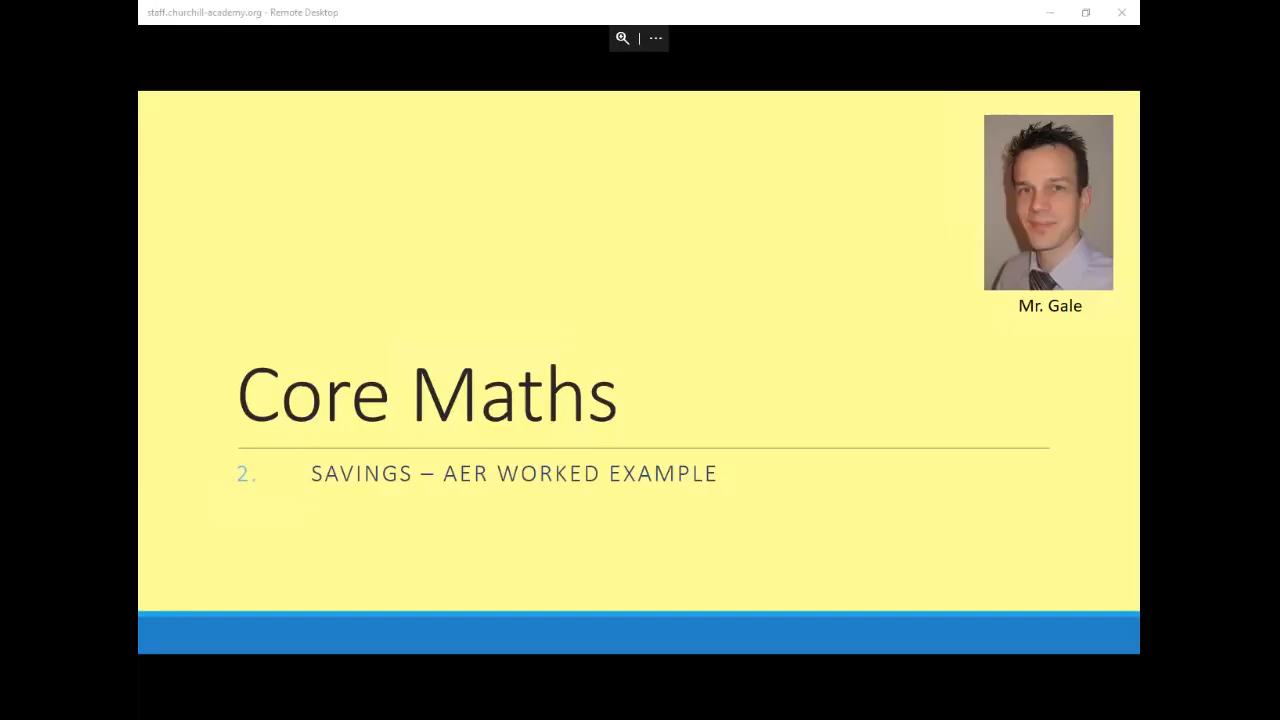 staff.churchill-academy.org - Remote Desktop
Mr. Gale
Core Maths
2. SAVINGS – AER WORKED EXAMPLE